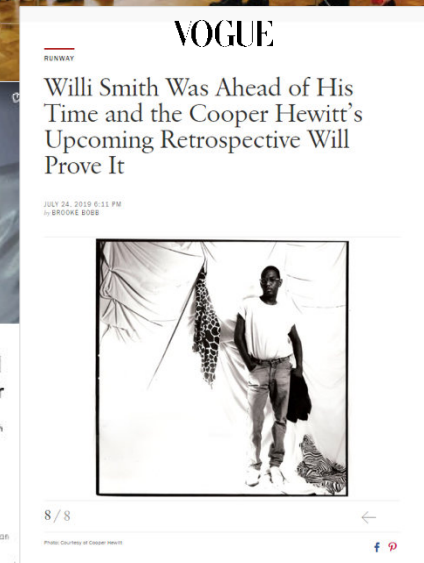 VOGUE
RUNWAY
Willi Smith Was Ahead of His
Time and the Cooper Hewitt's
Upcoming Retrospective Will
Prove It
JULY 24, 2019 6:11 PM
by BROOKE BOBB
8/8
Photo: Courtesy of Cooper Hewitt